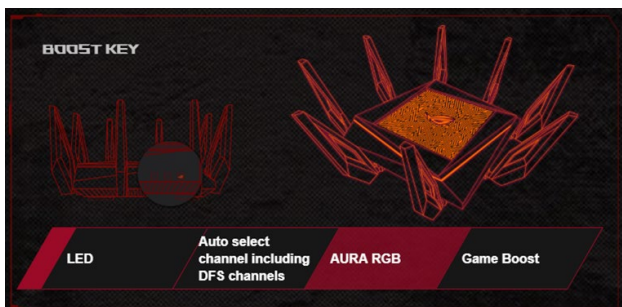 BOOST KEY
LED
Auto select
channel including
DFS channels
AURA RGB
Game Boost